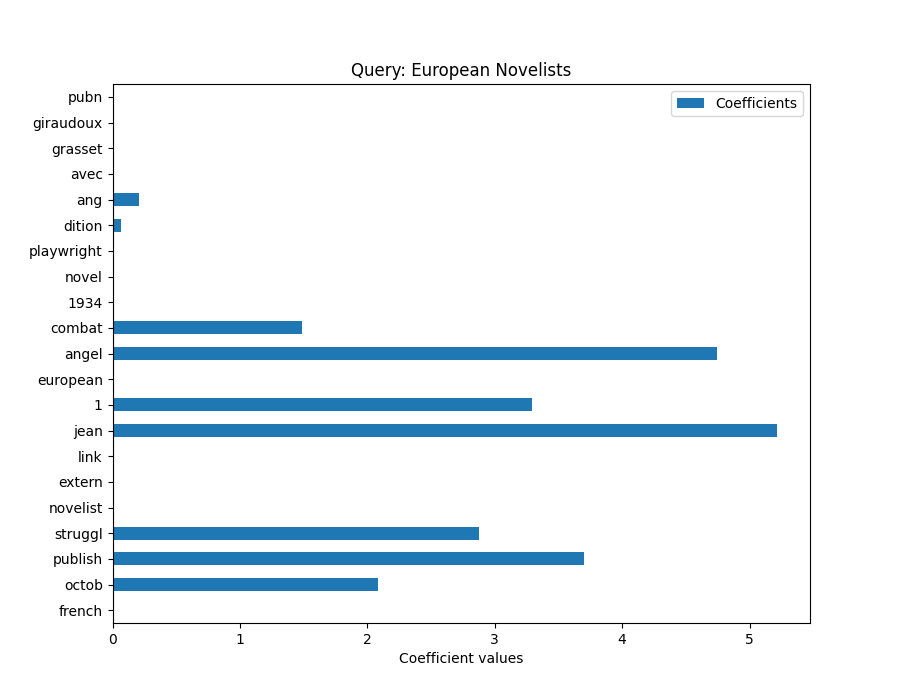 Query: European Novelists
Coefficients
pubn
giraudoux
grasset
avec
ang
dition
playwright
novel
1934
combat
angel
european
1
jean
link
extern
novelist
struggl
publish
octob
french
0 1 2 3 4 5
Coefficient values